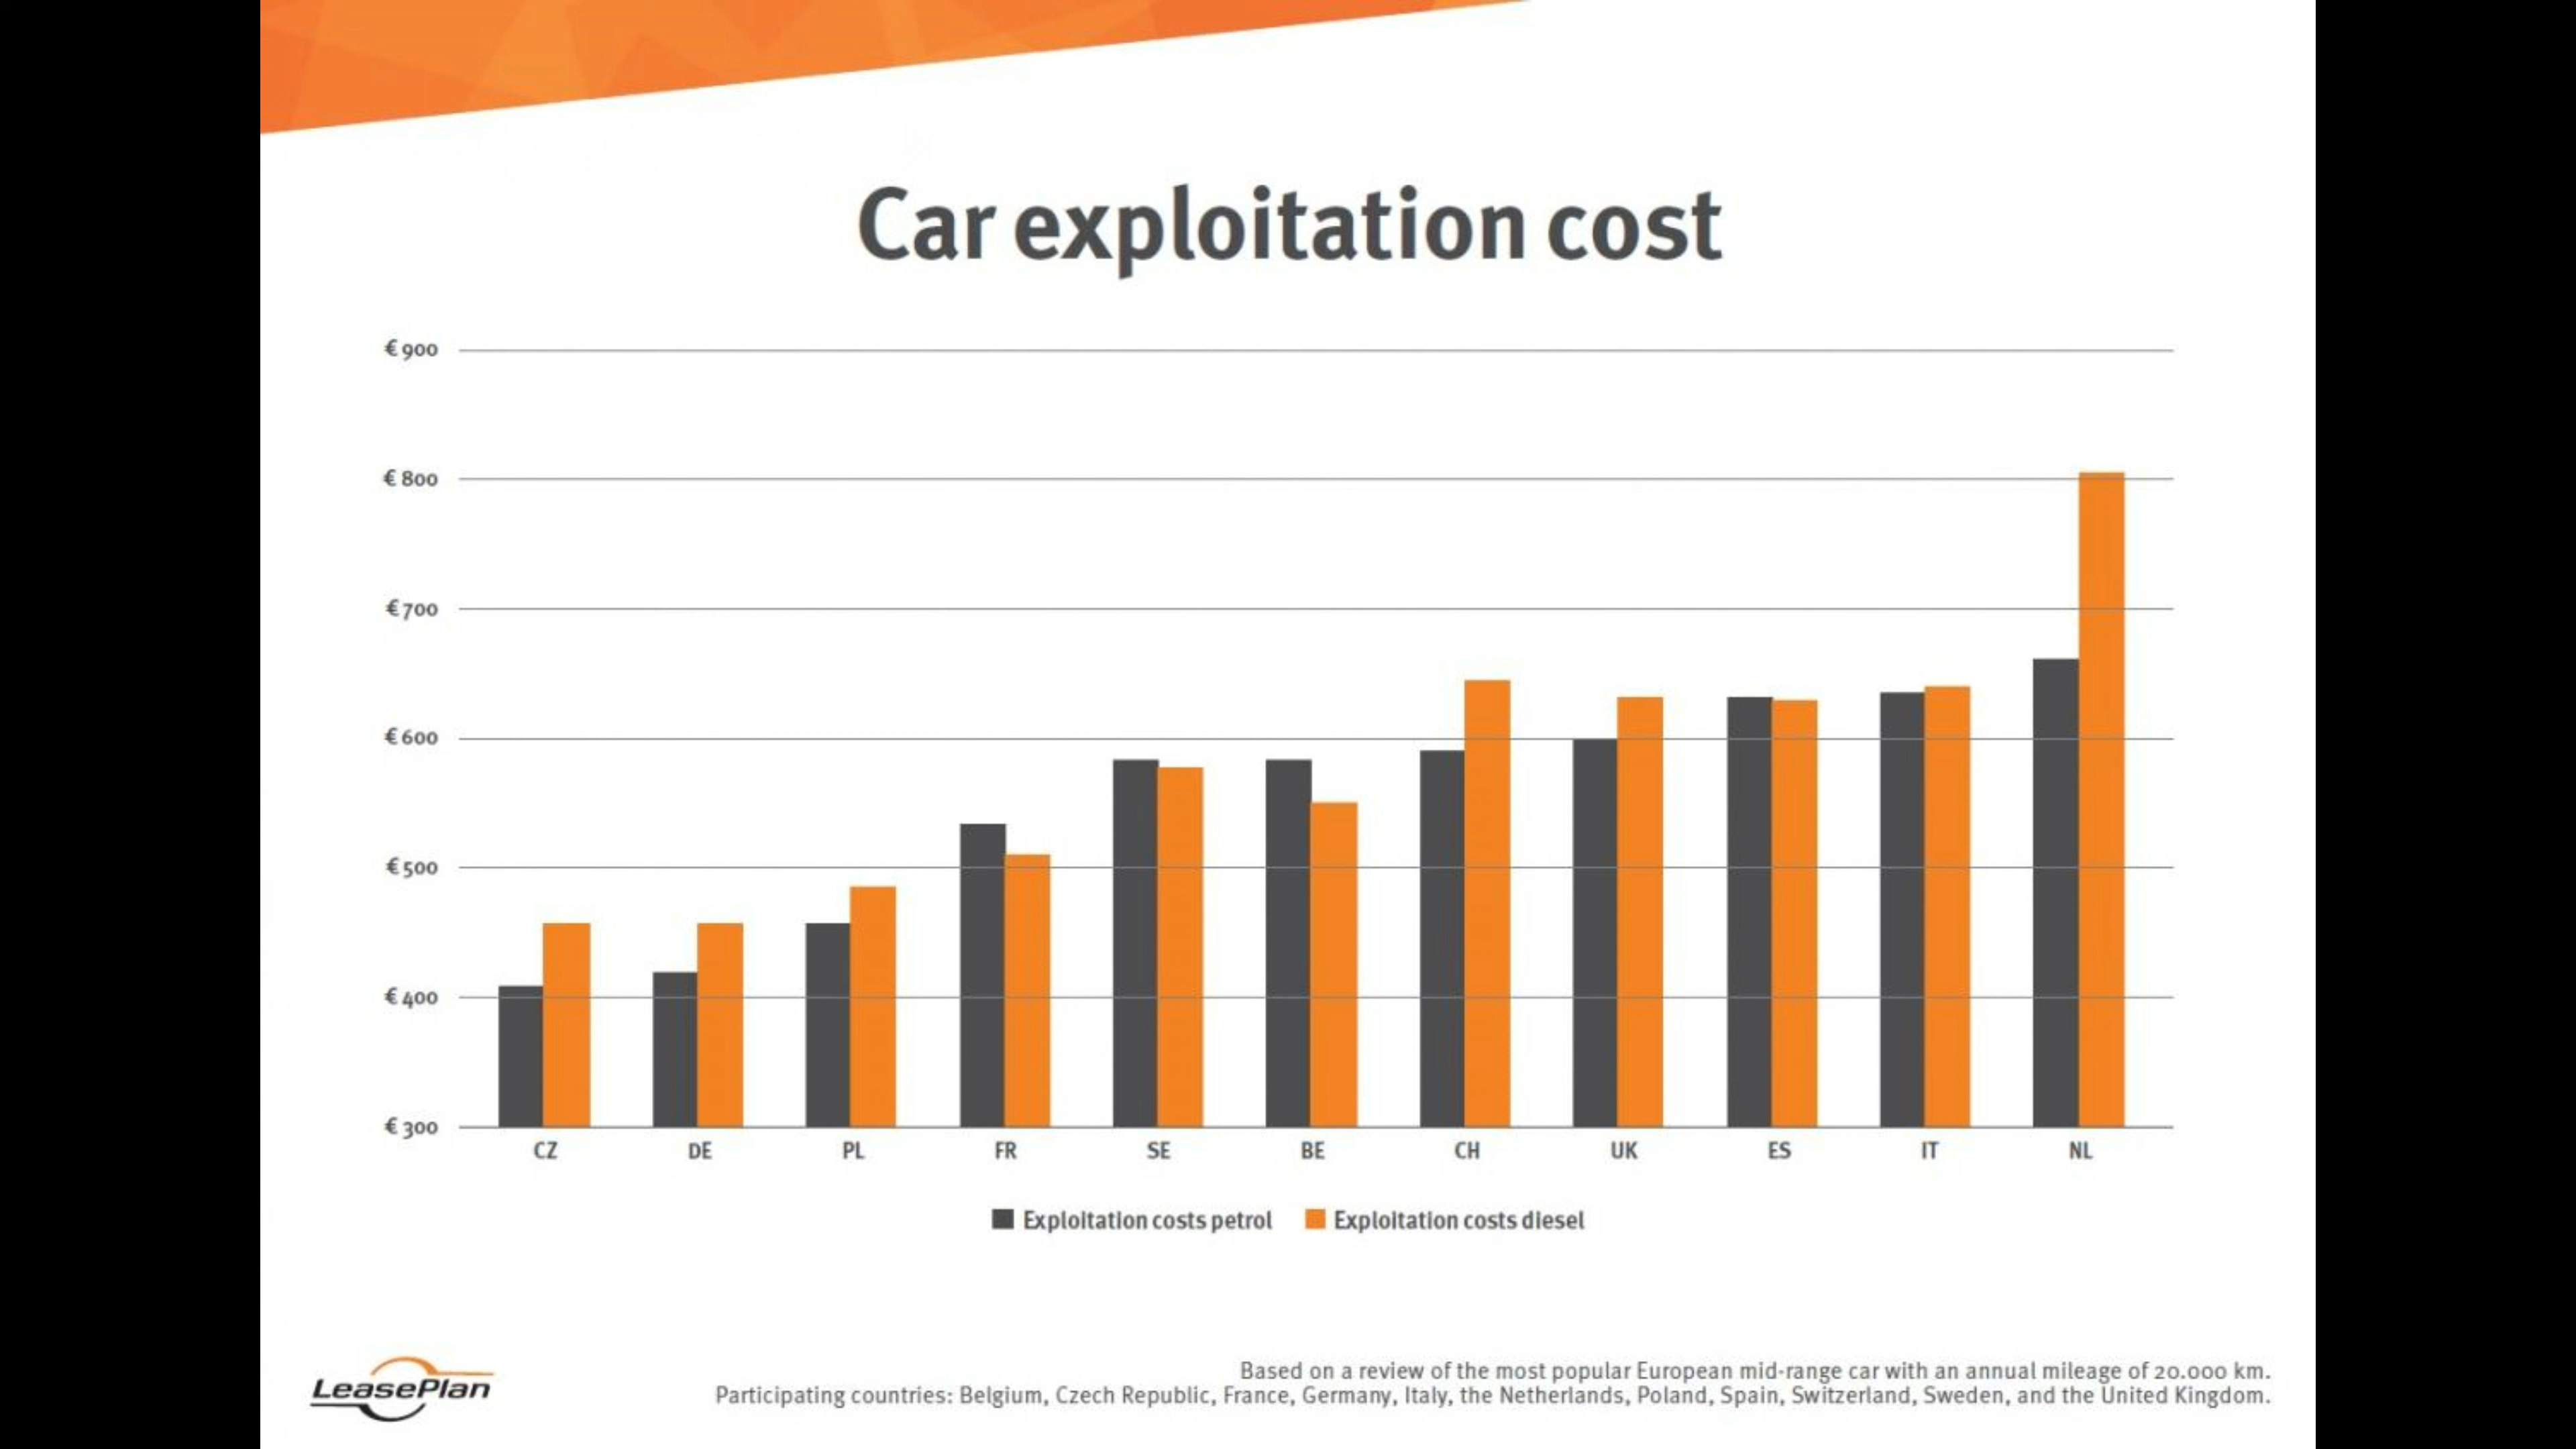 Car exploitation cost
€900
€800
€700
€600
€500
€400
€300
CZ DE PL FR SE BE CH UK ES IT NL
Exploitation costs petrol Exploitation costs diesel
LeasePlan
Based on a review of the most popular European mid-range car with an annual mileage of 20.000 km.
Participating countries: Belgium, Czech Republic, France, Germany, Italy, the Netherlands, Poland, Spain, Switzerland, Sweden, and the United Kingdom.